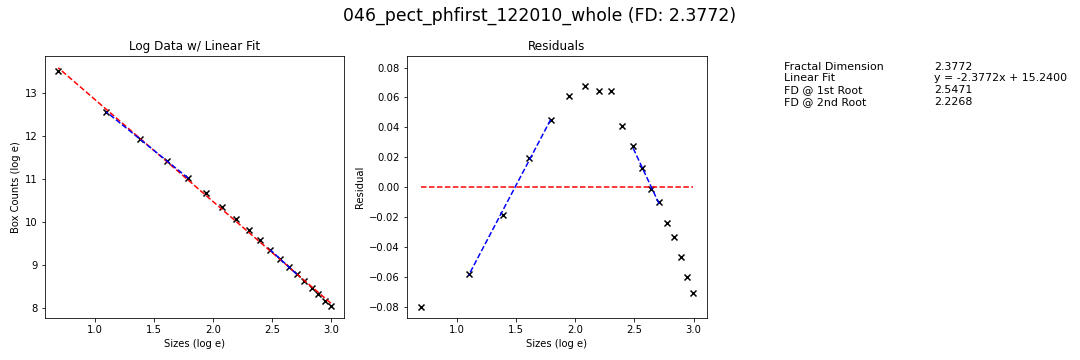 046_pect_phfirst_122010_whole (FD: 2.3772)
Log Data w/ Linear Fit
Box Counts (log e)
13
12
11
10
9
8
1.0
1.5
2.0
2.5
3.0
Sizes (log e)
Residuals
Residual
0.08
0.06
0.04
0.02
0.00
−0.02
−0.04
−0.06
−0.08
1.0
1.5
2.0
2.5
3.0
Sizes (log e)
Fractal Dimension 2.3772
Linear Fit y = -2.3772x + 15.2400
FD @ 1st Root 2.5471
FD @ 2nd Root 2.2268